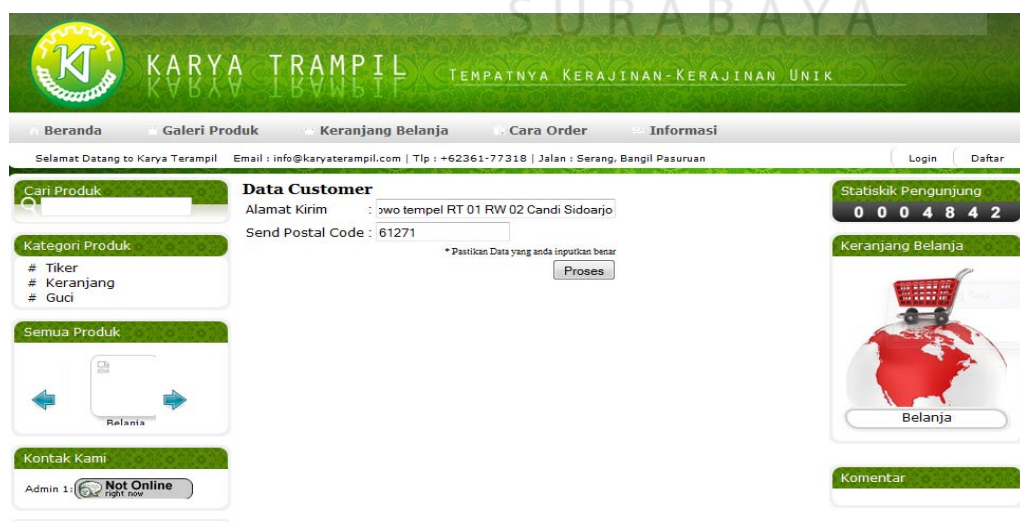 SURABAYA
KT
KARYA TRAMPIL
TEMPATNYA KERAJINAN-KERAJINAN UNIK
Beranda Galeri Produk Keranjang Belanja Cara Order Informasi
Selamat Datang to Karya Terampil Email : info@karyaterampil.com | Tlp : +62361-77318 | Jalan : Serang, Bangil Pasuruan Login Daftar
Cari Produk
Kategori Produk
# Tiker
# Keranjang
# Guci
Semua Produk
Belanja
Kontak Kami
Admin 1: Not Online
right now
Data Customer
Alamat Kirim : owo tempel RT 01 RW 02 Candi Sidoarjo
Send Postal Code : 61271
* Pastikan Data yang anda inputkan benar
Proses
Statiskik Pengunjung
0 0 0 4 8 4 2
Keranjang Belanja
Belanja
Komentar